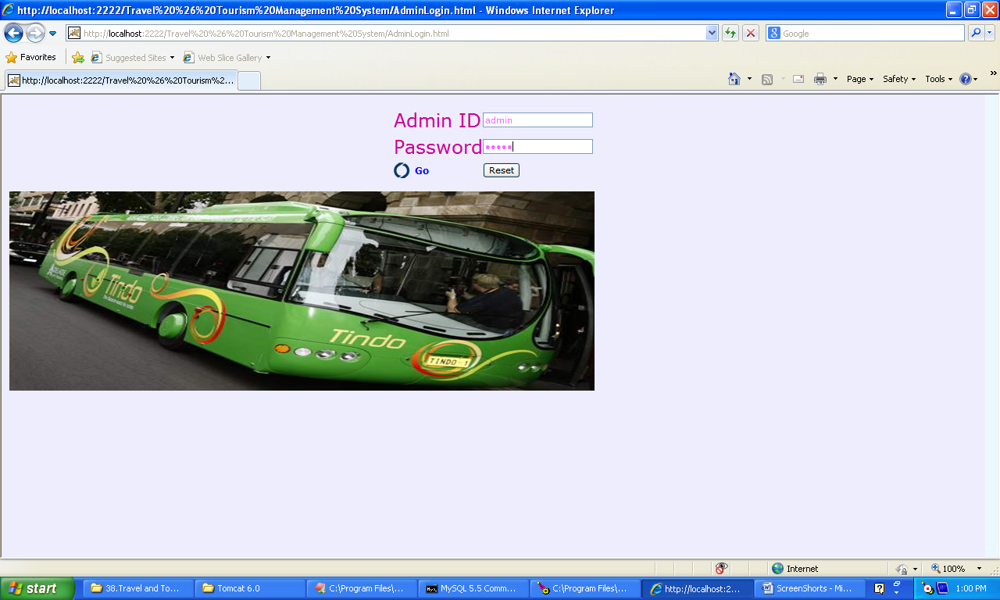 http://localhost:2222/Travel%20%26%20Tourism%20Management%20System/AdminLogin.html - Windows Internet Explorer
http://localhost:2222/Travel%20%26%20Tourism%20Management%20System/AdminLogin.html
Google
Favorites
Suggested Sites
Web Slice Gallery
http://localhost:2222/Travel%20%26%20Tourism%2...
Page
Safety
Tools
»
Admin ID
admin
Password
•••••
Go
Reset
Tindo
Tindo
TINDO-1
Internet
100%
start
38.Travel and To...
Tomcat 6.0
C:\Program Files\...
MySQL 5.5 Comm...
C:\Program Files\...
http://localhost:2...
ScreenShorts - Mi...
1:00 PM